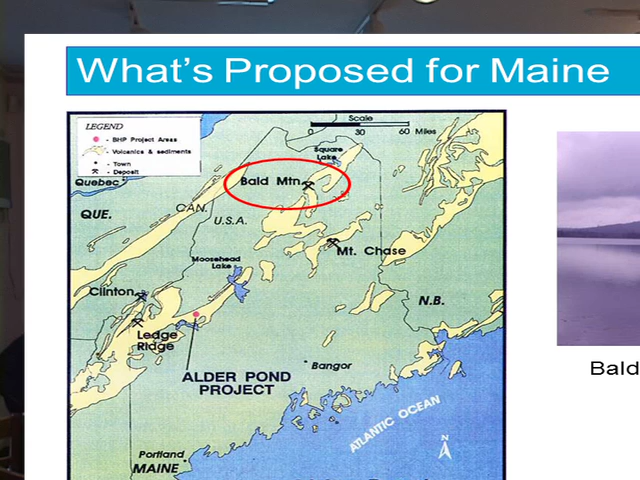 What's Proposed for Maine
LEGEND
- BHP Project Areas
- Volcanics & sediments
- Town
- Deposit
Scale
0 30 60 Miles
Square
Lake
Bald Mtn.
Quebec
QUE.
CAN.
U.S.A.
Mt. Chase
Moosehead
Lake
Clinton
N.B.
Ledge
Ridge
Bangor
ALDER POND
PROJECT
ATLANTIC OCEAN
N
Portland
MAINE
Bald